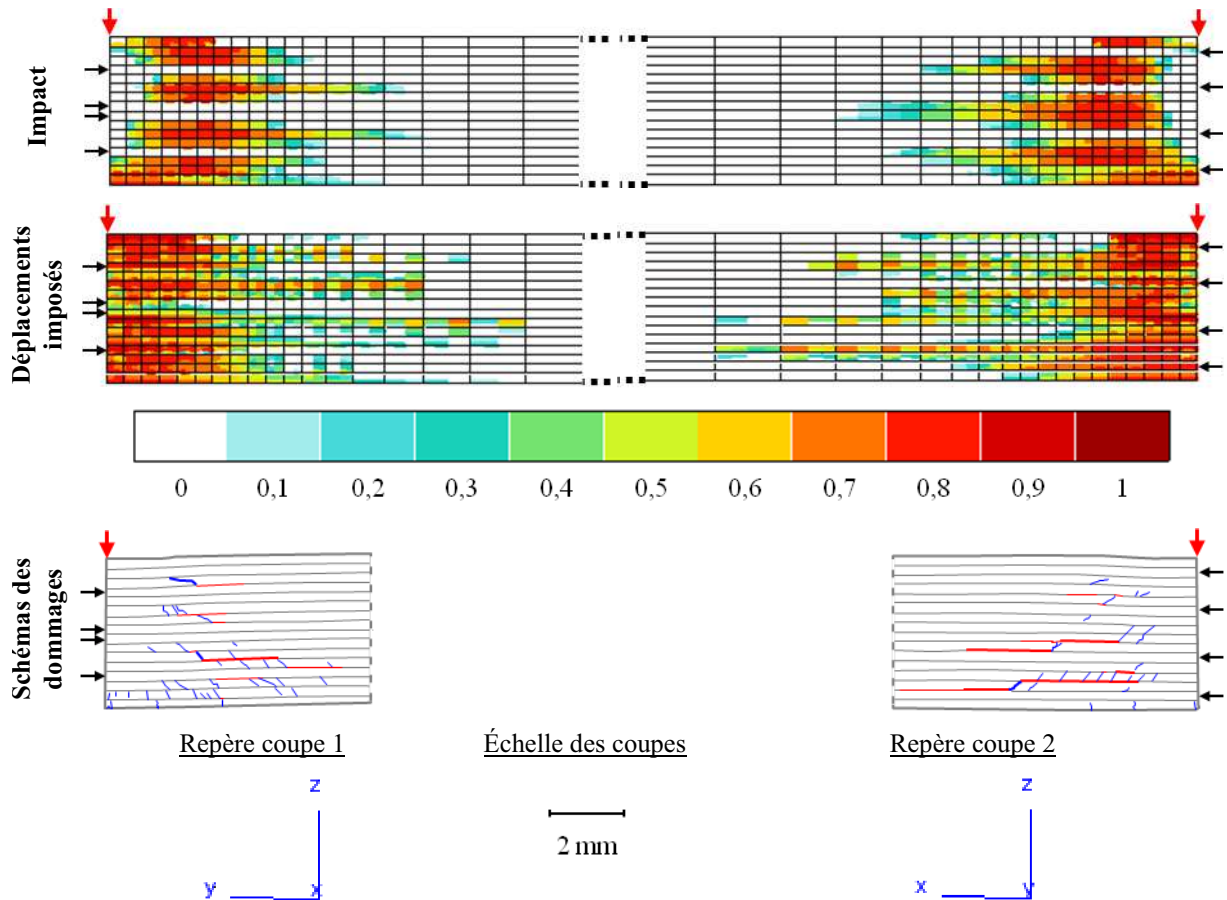 Impact
Déplacements
imposés
0 0,1 0,2 0,3 0,4 0,5 0,6 0,7 0,8 0,9 1
Schémas des
dommages
Repère coupe 1 Échelle des coupes Repère coupe 2
z z
2 mm
y x x y